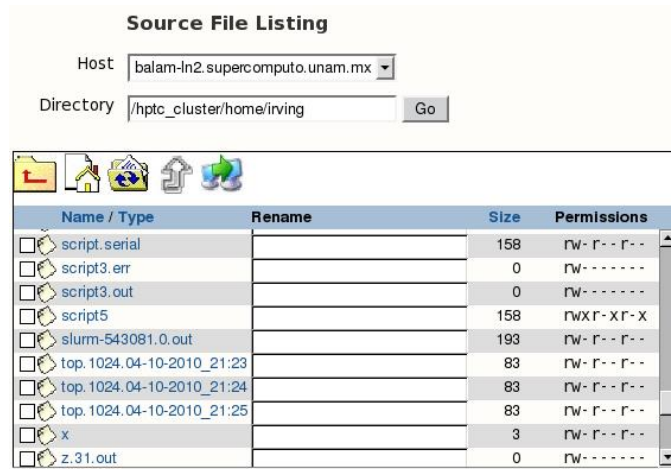 Source File Listing
Host balam-ln2.supercomputo.unam.mx
Directory /hptc_cluster/home/irving Go
Name / Type Rename Size Permissions
script.serial 158 rw-r--r--
script3.err 0 rw-------
script3.out 0 rw-------
script5 158 rwxr-xr-x
slurm-543081.0.out 193 rw-r--r--
top.1024.04-10-2010_21:23 83 rw-r--r--
top.1024.04-10-2010_21:24 83 rw-r--r--
top.1024.04-10-2010_21:25 83 rw-r--r--
x 3 rw-r--r--
z.31.out 0 rw-------